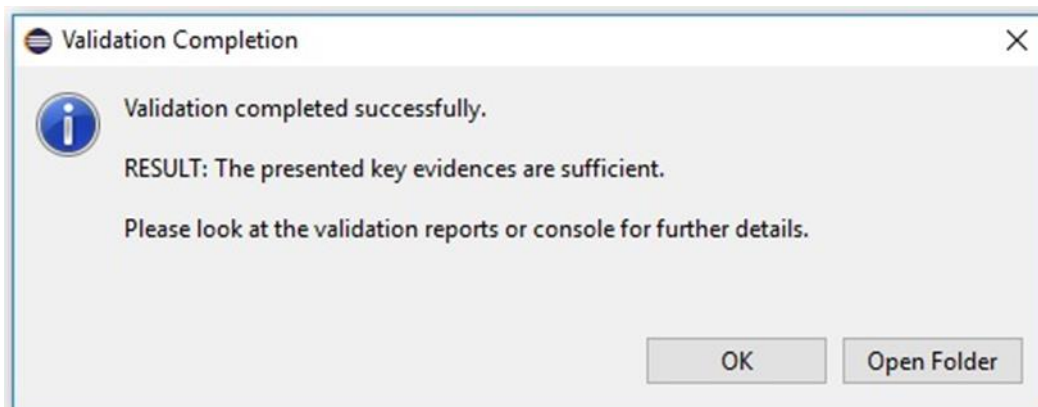 Validation Completion
Validation completed successfully.
RESULT: The presented key evidences are sufficient.
Please look at the validation reports or console for further details.
OK
Open Folder